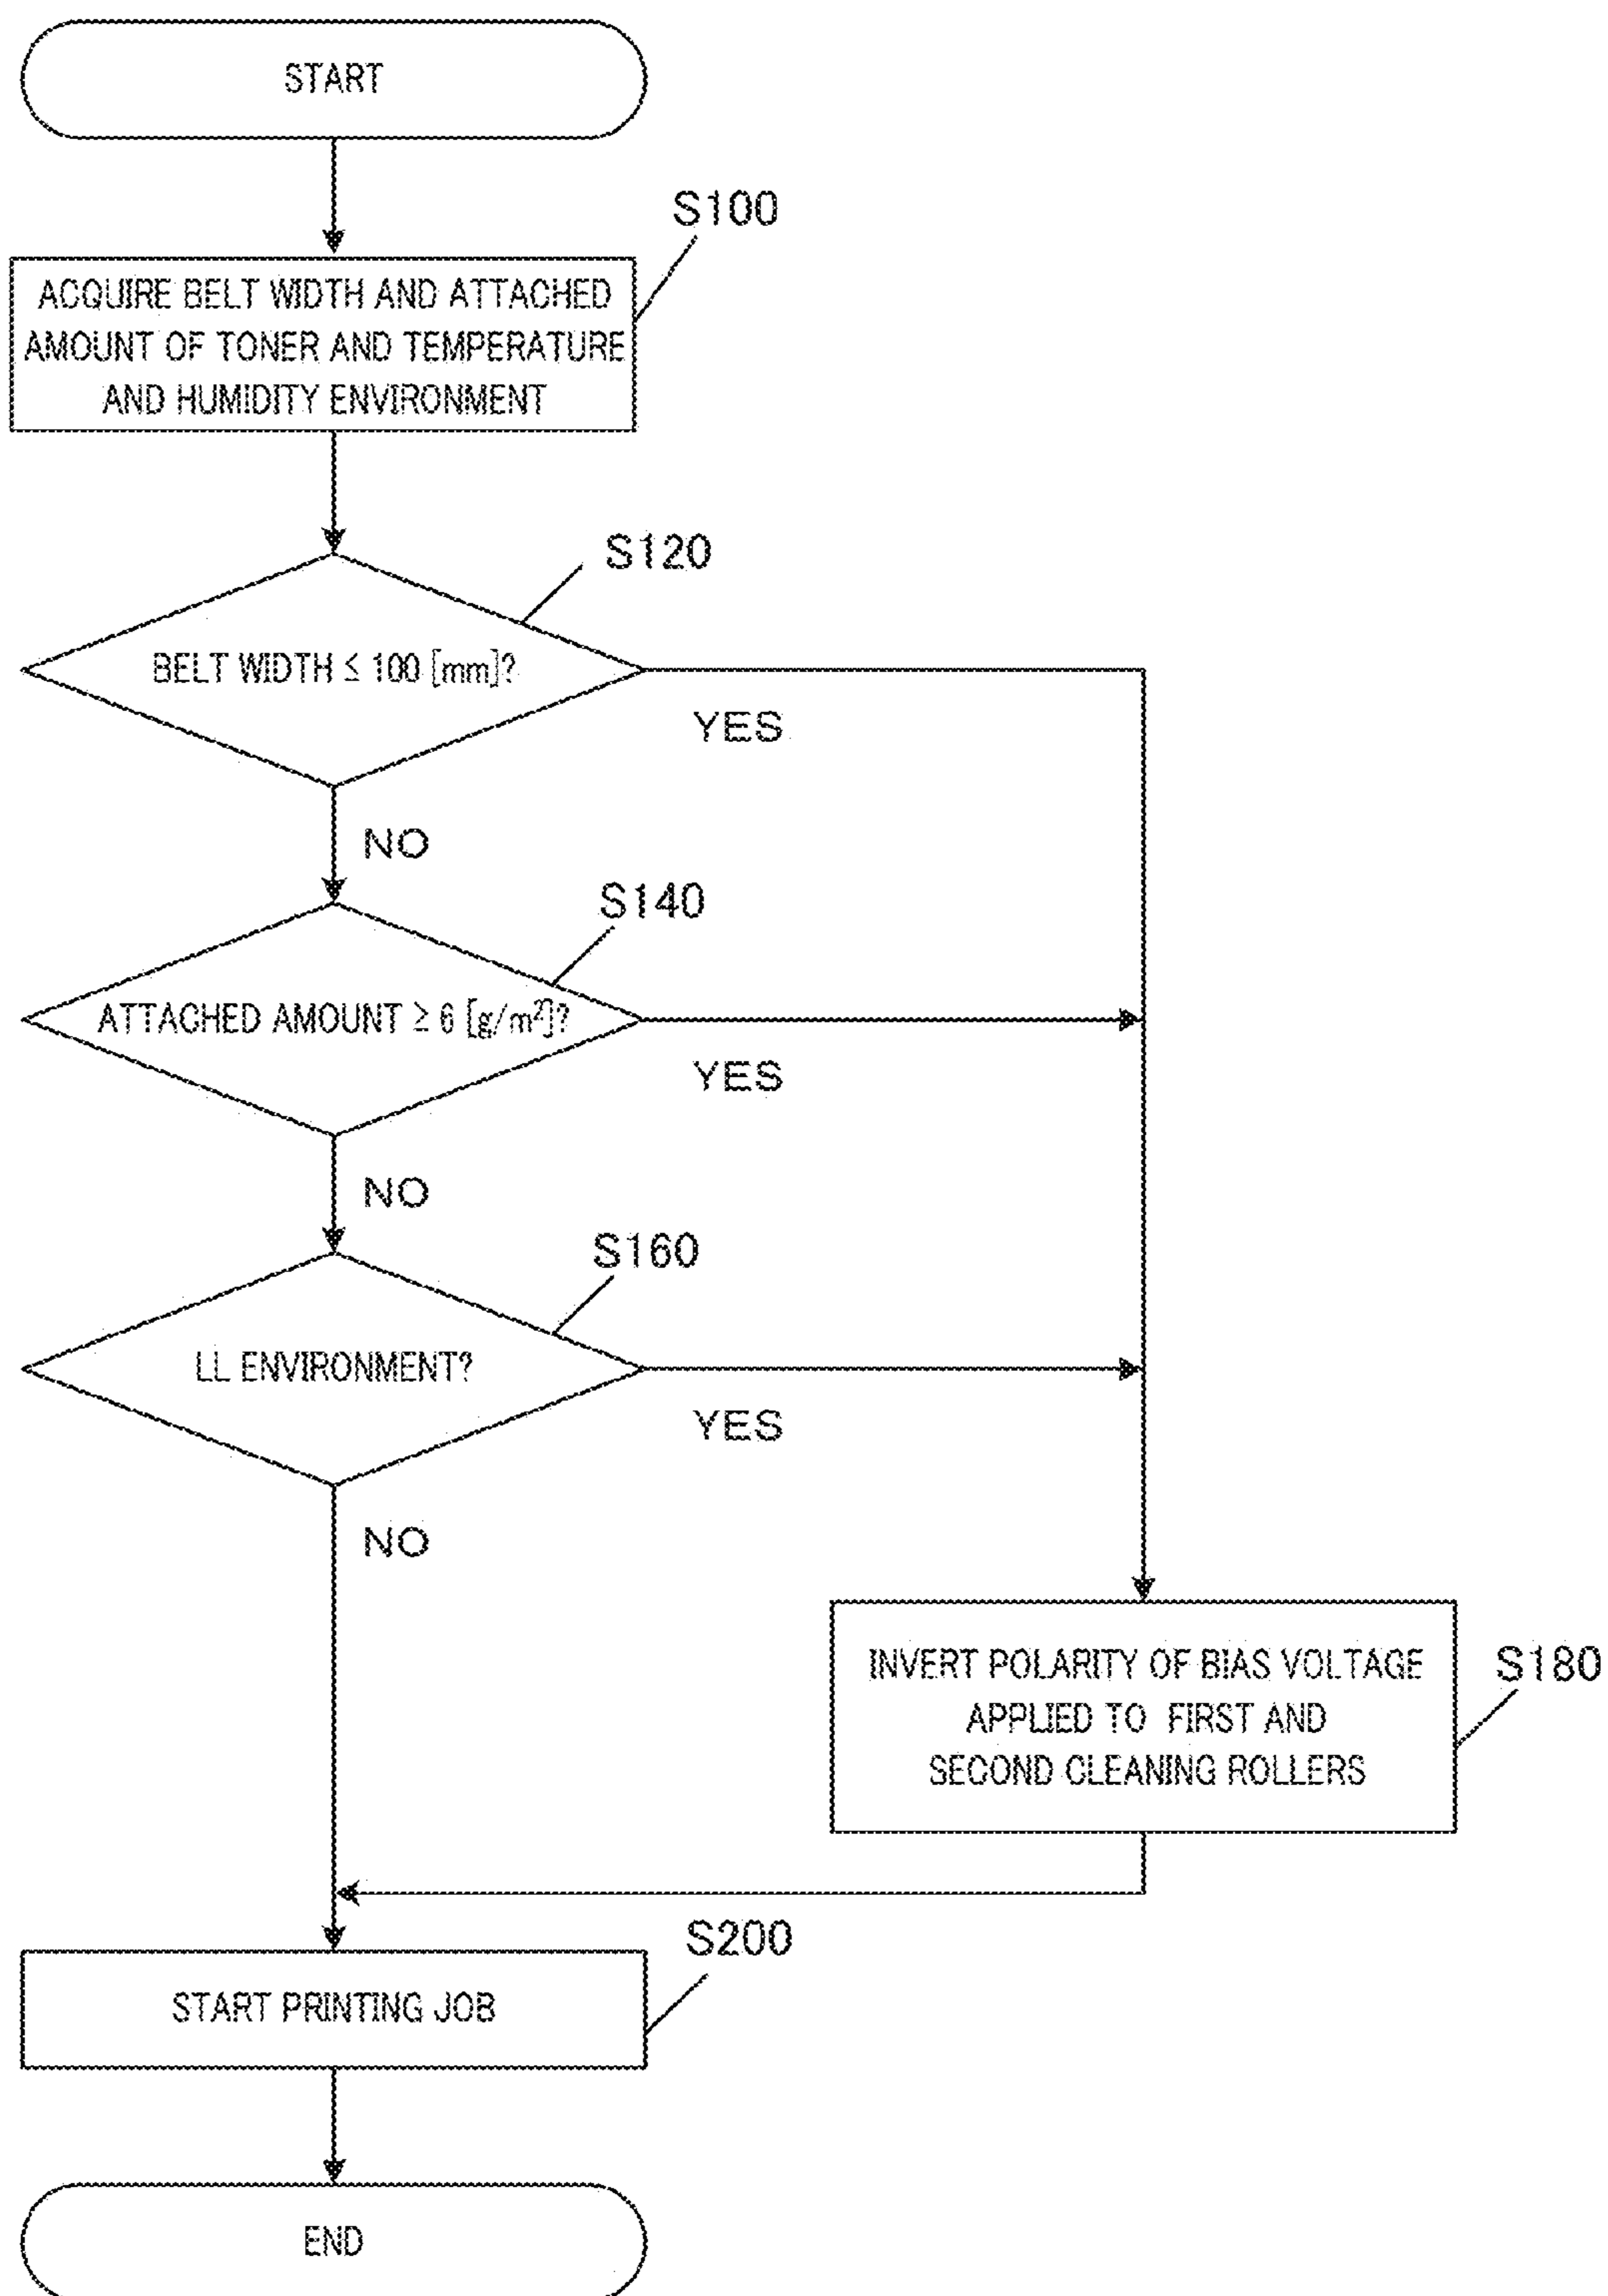 START
S100
ACQUIRE BELT WIDTH AND ATTACHED
AMOUNT OF TONER AND TEMPERATURE
AND HUMIDITY ENVIRONMENT
S120
BELT WIDTH ≤ 100 [mm]?
YES
NO
S140
ATTACHED AMOUNT ≥ 6 [g/m²]?
YES
NO
S160
LL ENVIRONMENT?
YES
NO
INVERT POLARITY OF BIAS VOLTAGE
APPLIED TO FIRST AND
SECOND CLEANING ROLLERS
S180
S200
START PRINTING JOB
END